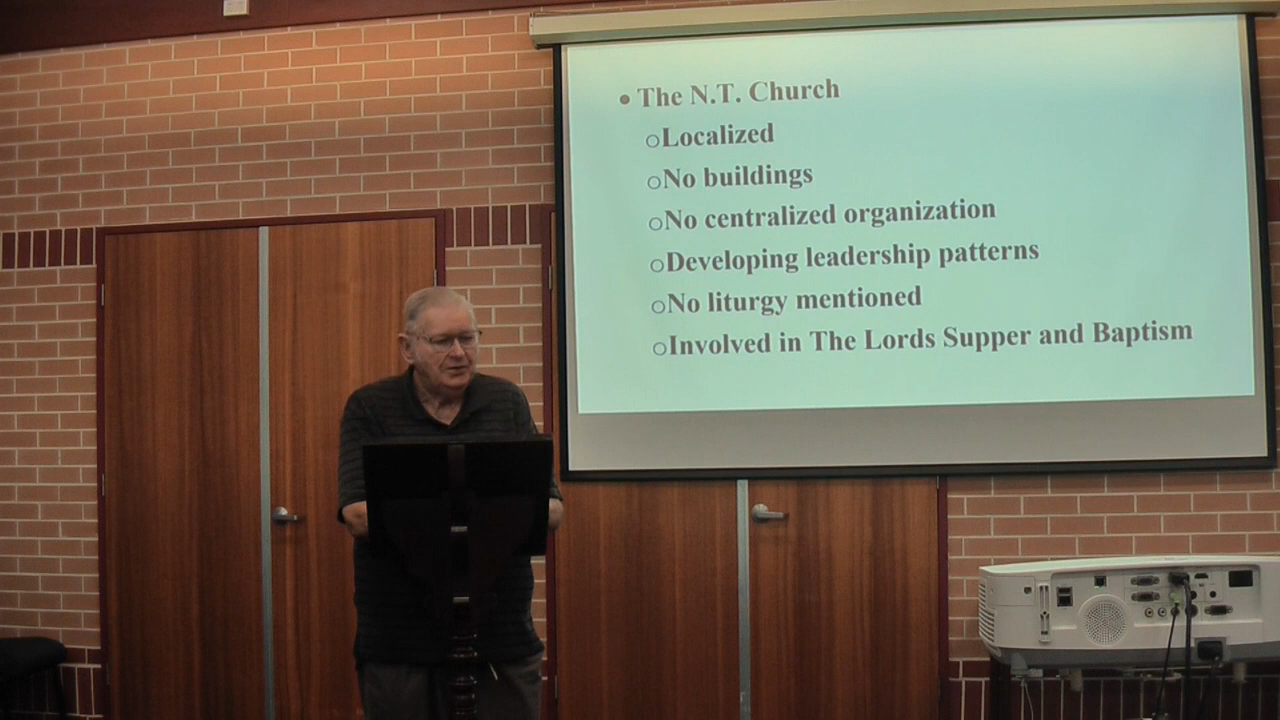 • The N.T. Church
○Localized
○No buildings
○No centralized organization
○Developing leadership patterns
○No liturgy mentioned
○Involved in The Lords Supper and Baptism